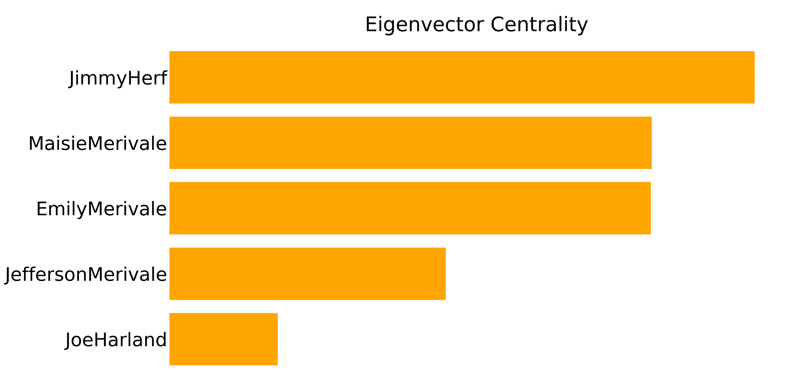 Eigenvector Centrality
JimmyHerf
MaisieMerivale
EmilyMerivale
JeffersonMerivale
JoeHarland